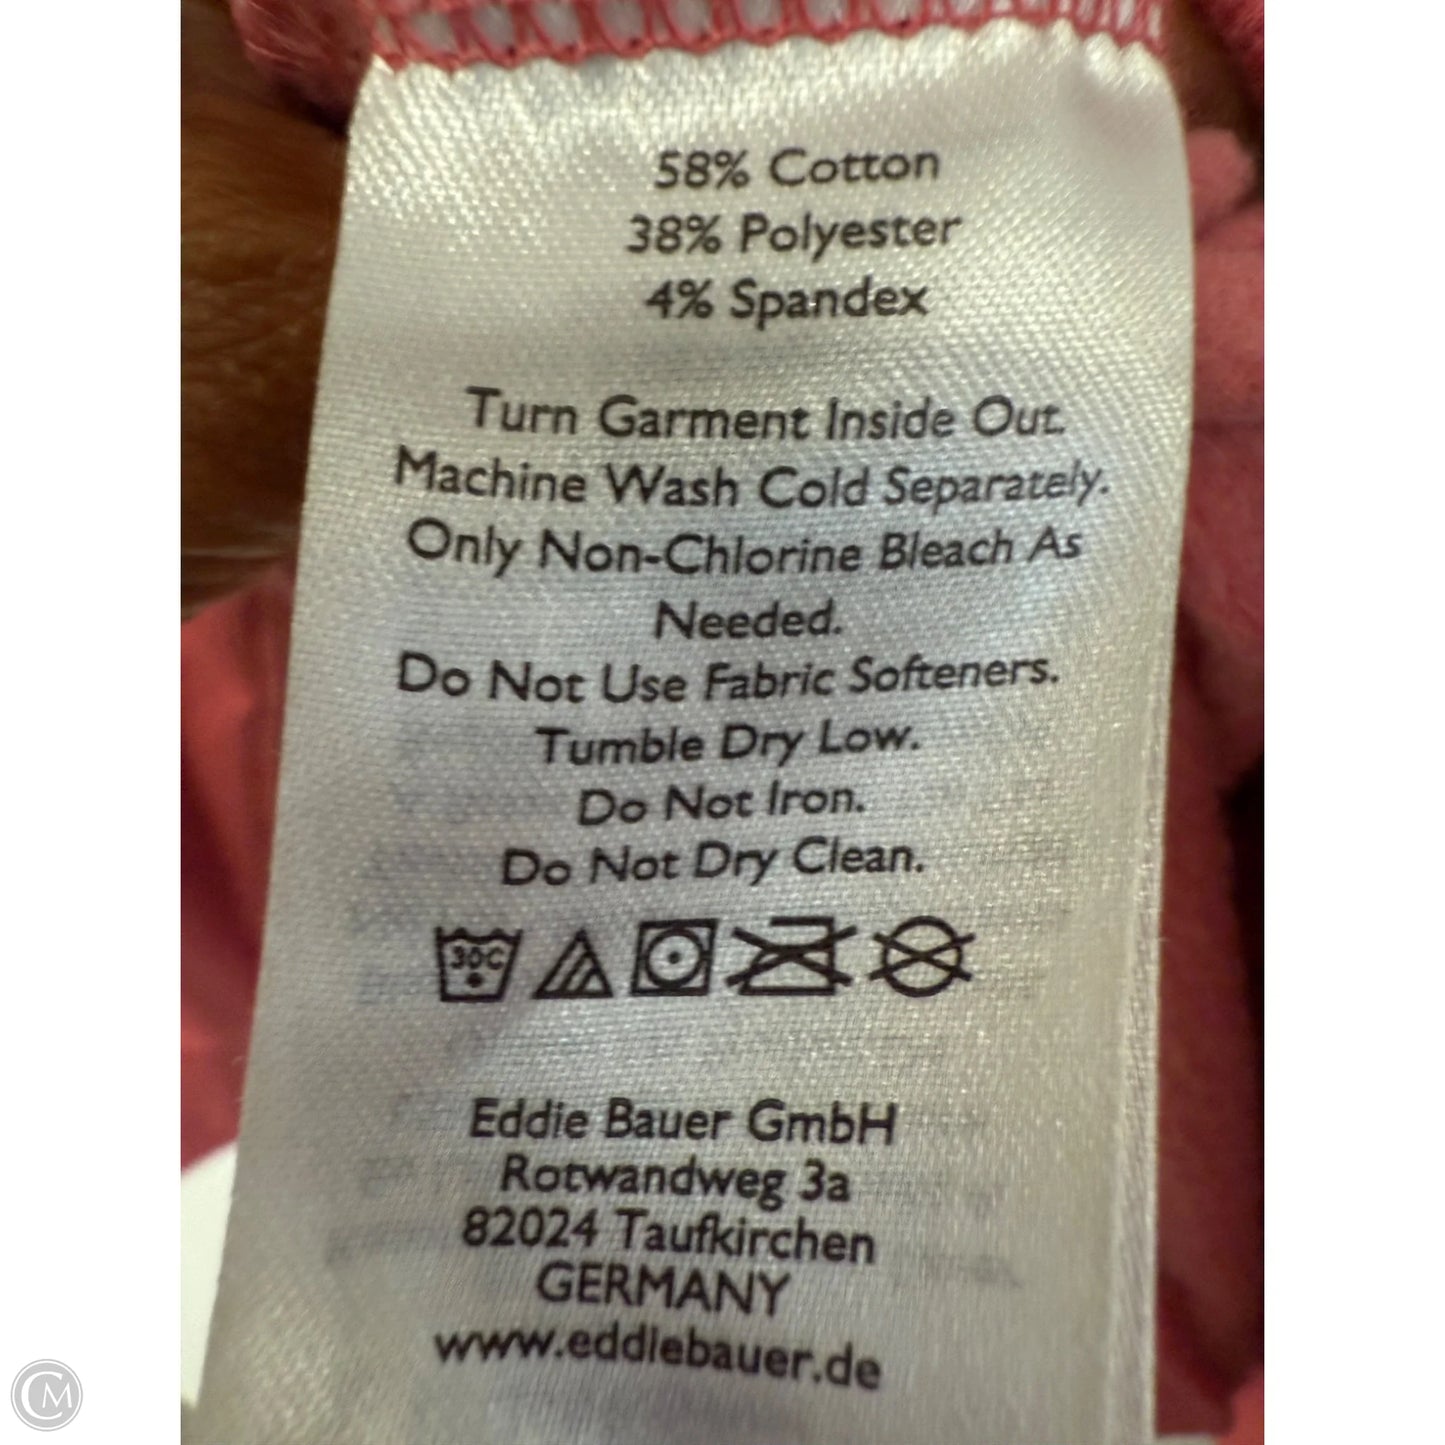 58% Cotton
38% Polyester
4% Spandex
Turn Garment Inside Out.
Machine Wash Cold Separately.
Only Non-Chlorine Bleach As
Needed.
Do Not Use Fabric Softeners.
Tumble Dry Low.
Do Not Iron.
Do Not Dry Clean.
30C
Eddie Bauer GmbH
Rotwandweg 3a
82024 Taufkirchen
GERMANY
www.eddiebauer.de
CM